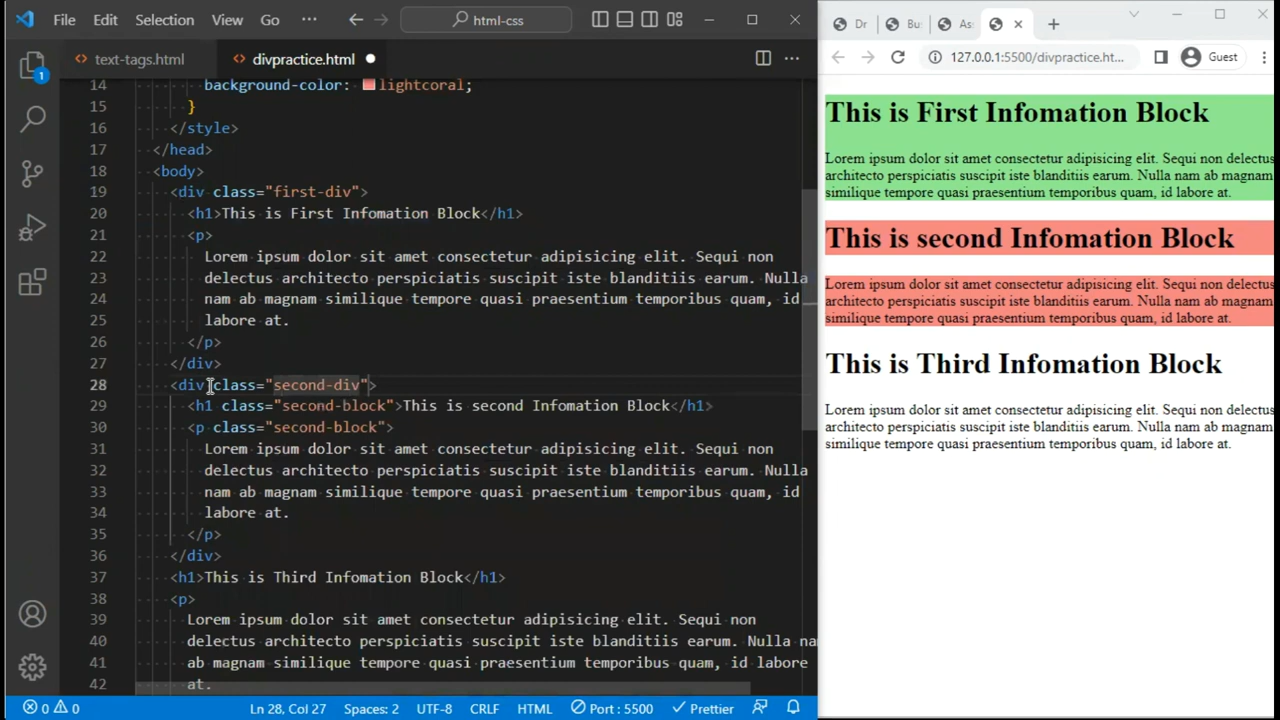 File Edit Selection View Go ··· html-css
text-tags.html divpractice.html
14 background-color: lightcoral;
15 }
16 </style>
17 </head>
18 <body>
19 <div class="first-div">
20 <h1>This is First Infomation Block</h1>
21 <p>
22 Lorem ipsum dolor sit amet consectetur adipisicing elit. Sequi non
23 delectus architecto perspiciatis suscipit iste blanditiis earum. Nulla
24 nam ab magnam similique tempore quasi praesentium temporibus quam, id
25 labore at.
26 </p>
27 </div>
28 <div class="second-div">
29 <h1 class="second-block">This is second Infomation Block</h1>
30 <p class="second-block">
31 Lorem ipsum dolor sit amet consectetur adipisicing elit. Sequi non
32 delectus architecto perspiciatis suscipit iste blanditiis earum. Nulla
33 nam ab magnam similique tempore quasi praesentium temporibus quam, id
34 labore at.
35 </p>
36 </div>
37 <h1>This is Third Infomation Block</h1>
38 <p>
39 Lorem ipsum dolor sit amet consectetur adipisicing elit. Sequi non
40 delectus architecto perspiciatis suscipit iste blanditiis earum. Nulla na
41 ab magnam similique tempore quasi praesentium temporibus quam, id labore
42 at.
1
0 0 Ln 28, Col 27 Spaces: 2 UTF-8 CRLF HTML Port : 5500 Prettier
Dr Bu As
127.0.0.1:5500/divpractice.ht... Guest
This is First Infomation Block
Lorem ipsum dolor sit amet consectetur adipisicing elit. Sequi non delectus
architecto perspiciatis suscipit iste blanditiis earum. Nulla nam ab magnam
similique tempore quasi praesentium temporibus quam, id labore at.
This is second Infomation Block
Lorem ipsum dolor sit amet consectetur adipisicing elit. Sequi non delectus
architecto perspiciatis suscipit iste blanditiis earum. Nulla nam ab magnam
similique tempore quasi praesentium temporibus quam, id labore at.
This is Third Infomation Block
Lorem ipsum dolor sit amet consectetur adipisicing elit. Sequi non delectus
architecto perspiciatis suscipit iste blanditiis earum. Nulla nam ab magnam
similique tempore quasi praesentium temporibus quam, id labore at.